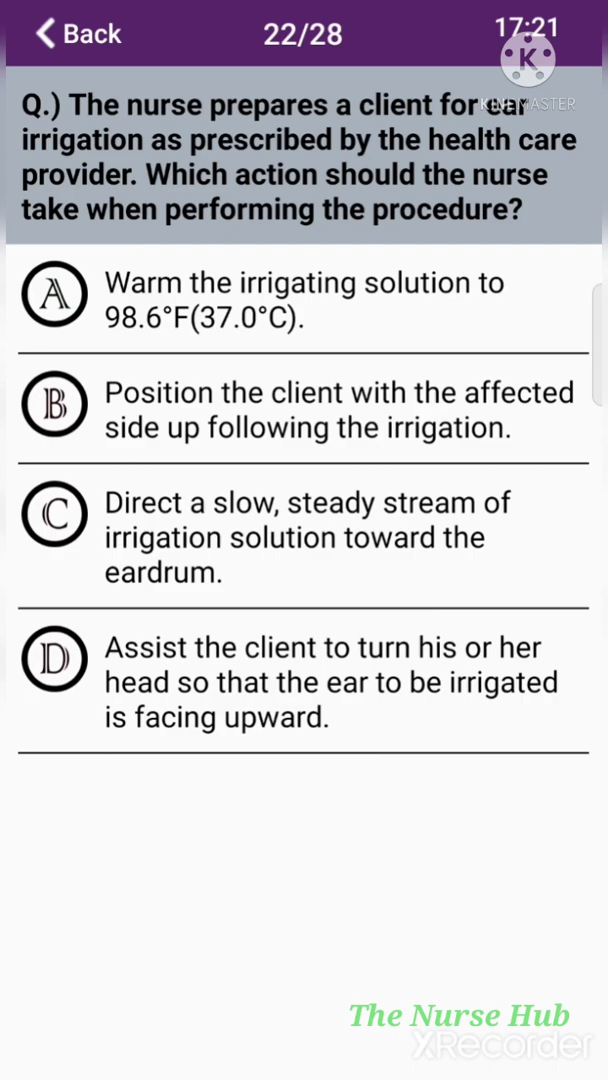 Back 22/28 17:21
K
KINEMASTER
Q.) The nurse prepares a client for ear
irrigation as prescribed by the health care
provider. Which action should the nurse
take when performing the procedure?
A Warm the irrigating solution to
98.6°F(37.0°C).
B Position the client with the affected
side up following the irrigation.
C Direct a slow, steady stream of
irrigation solution toward the
eardrum.
D Assist the client to turn his or her
head so that the ear to be irrigated
is facing upward.
The Nurse Hub
XRecorder